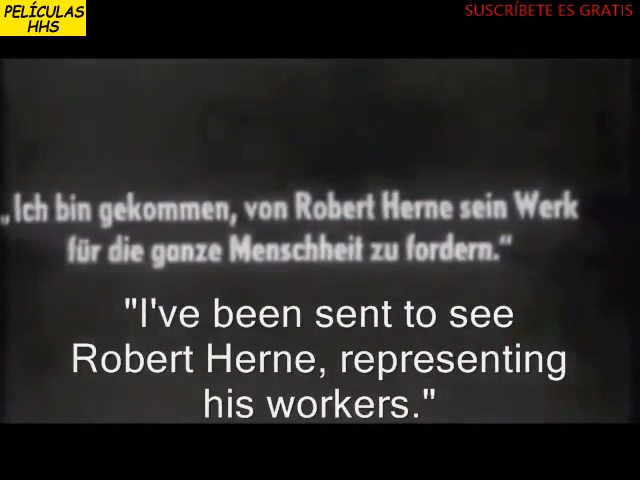 PELÍCULAS
HHS
SUSCRÍBETE ES GRATIS
„Ich bin gekommen, von Robert Herne sein Werk
für die ganze Menschheit zu fordern.“
"I've been sent to see
Robert Herne, representing
his workers."